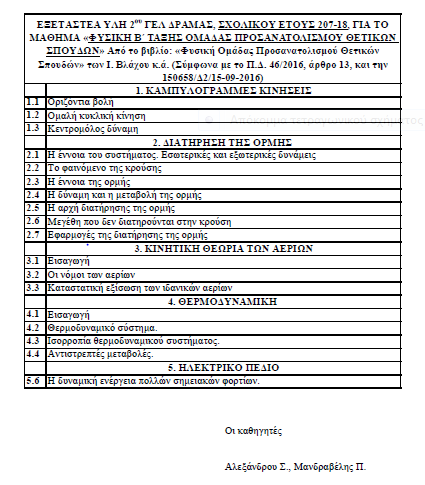 ΕΞΕΤΑΣΤΕΑ ΥΛΗ 2ου ΓΕΛ ΔΡΑΜΑΣ, ΣΧΟΛΙΚΟΥ ΕΤΟΥΣ 207-18, ΓΙΑ ΤΟ
ΜΑΘΗΜΑ «ΦΥΣΙΚΗ Β΄ ΤΑΞΗΣ ΟΜΑΔΑΣ ΠΡΟΣΑΝΑΤΟΛΙΣΜΟΥ ΘΕΤΙΚΩΝ
ΣΠΟΥΔΩΝ» Από το βιβλίο: «Φυσική Ομάδας Προσανατολισμού Θετικών
Σπουδών» των Ι. Βλάχου κ.ά. (Σύμφωνα με το Π.Δ. 46/2016, άρθρο 13, και την
150658/Δ2/15-09-2016)
1. ΚΑΜΠΥΛΟΓΡΑΜΜΕΣ ΚΙΝΗΣΕΙΣ
1.1 Οριζόντια βολή
1.2 Ομαλή κυκλική κίνηση
1.3 Κεντρομόλος δύναμη
Απόκομμα τετραγωνικού σχήματος
2. ΔΙΑΤΗΡΗΣΗ ΤΗΣ ΟΡΜΗΣ
2.1 Η έννοια του συστήματος. Εσωτερικές και εξωτερικές δυνάμεις
2.2 Το φαινόμενο της κρούσης
2.3 Η έννοια της ορμής
2.4 Η δύναμη και η μεταβολή της ορμής
2.5 Η αρχή διατήρησης της ορμής
2.6 Μεγέθη που δεν διατηρούνται στην κρούση
2.7 Εφαρμογές της διατήρησης της ορμής
3. ΚΙΝΗΤΙΚΗ ΘΕΩΡΙΑ ΤΩΝ ΑΕΡΙΩΝ
3.1 Εισαγωγή
3.2 Οι νόμοι των αερίων
3.3 Καταστατική εξίσωση των ιδανικών αερίων
4. ΘΕΡΜΟΔΥΝΑΜΙΚΗ
4.1 Εισαγωγή
4.2 Θερμοδυναμικό σύστημα.
4.3 Ισορροπία θερμοδυναμικού συστήματος.
4.4 Αντιστρεπτές μεταβολές.
5. ΗΛΕΚΤΡΙΚΟ ΠΕΔΙΟ
5.6 Η δυναμική ενέργεια πολλών σημειακών φορτίων.
Οι καθηγητές
Αλεξάνδρου Σ., Μανδραβέλης Π.